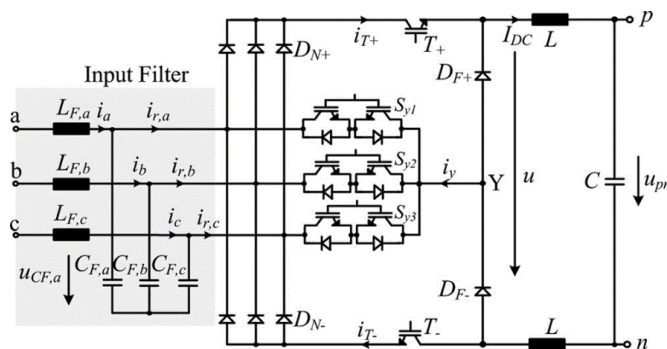 i_{T+}
T_+
I_{DC}
L
p
D_{N+}
D_{F+}
Input Filter
a
L_{F,a}
i_a
i_{r,a}
S_{y1}
b
L_{F,b}
i_b
i_{r,b}
S_{y2}
i_y
Y
u
C
u_{pn}
c
L_{F,c}
i_c
i_{r,c}
S_{y3}
u_{CF,a}
C_{F,a}
C_{F,b}
C_{F,c}
D_{F-}
D_{N-}
i_{T-}
T_-
L
n